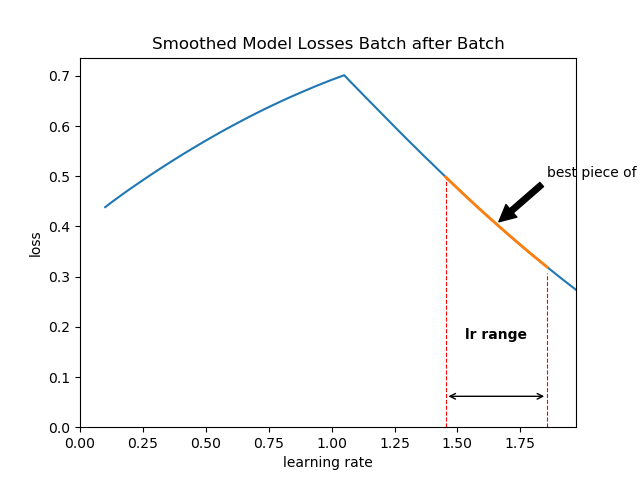 Smoothed Model Losses Batch after Batch
0.7
0.6
0.5
0.4
0.3
0.2
0.1
0.0
loss
best piece of
lr range
0.00 0.25 0.50 0.75 1.00 1.25 1.50 1.75
learning rate